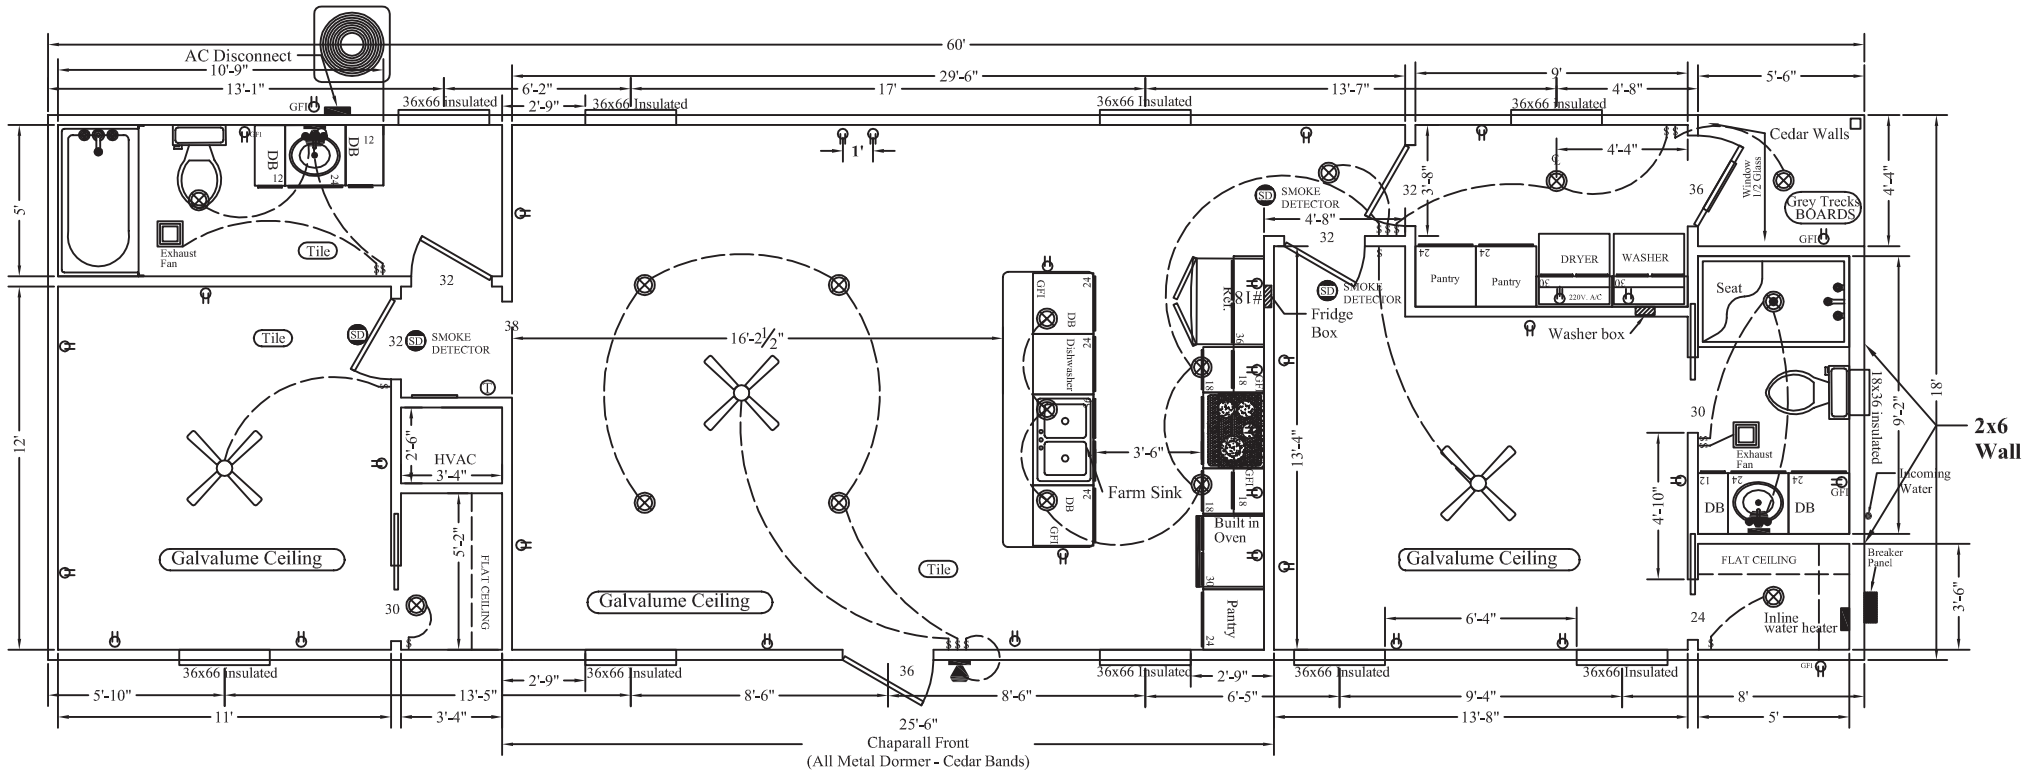 60'
AC Disconnect
10'-9"
29'-6"
9'
5'-6"
13'-1"
6'-2"
17'
13'-7"
4'-8"
GFI
36x66 insulated
2'-9"
36x66 Insulated
36x66 Insulated
36x66 Insulated
Cedar Walls
GFI
DB
12
24
DB
12
1'
4'-4"
Window
1/2 Glass
4'-4"
5'
SD
SMOKE
DETECTOR
32
3'-8"
36
Grey Trecks
BOARDS
4'-8"
GFI
Exhaust
Fan
Tile
$$
32
$$$
32
24
24
Pantry
Pantry
DRYER
WASHER
30
30
220V. A/C
Seat
SD
SMOKE
DETECTOR
Fridge
Box
Washer box
#18
Ref.
36
GFI
24
DB
Dishwasher
24
Tile
SD
32
SD
SMOKE
DETECTOR
38
16'-2 1/2"
T
18x36 insulated
9'-2"
18'
2x6
Wall
30
12'
2'-6"
HVAC
3'-4"
18
18
GFI
3'-6"
13'-4"
Exhaust
Fan
Incoming
Water
Farm Sink
24
DB
GFI
GFI
18
18
4'-10"
12
24
24
DB
DB
GFI
Built in
Oven
30
5'-2"
FLAT CEILING
Galvalume Ceiling
Tile
Galvalume Ceiling
Galvalume Ceiling
FLAT CEILING
Breaker
Panel
3'-6"
30
Pantry
24
6'-4"
24
Inline
water heater
36x66 Insulated
36x66 Insulated
36
36x66 Insulated
36x66 Insulated
36x66 Insulated
GFI
2'-9"
2'-9"
5'-10"
13'-5"
8'-6"
8'-6"
6'-5"
9'-4"
8'
11'
3'-4"
13'-8"
5'
25'-6"
Chaparall Front
(All Metal Dormer - Cedar Bands)